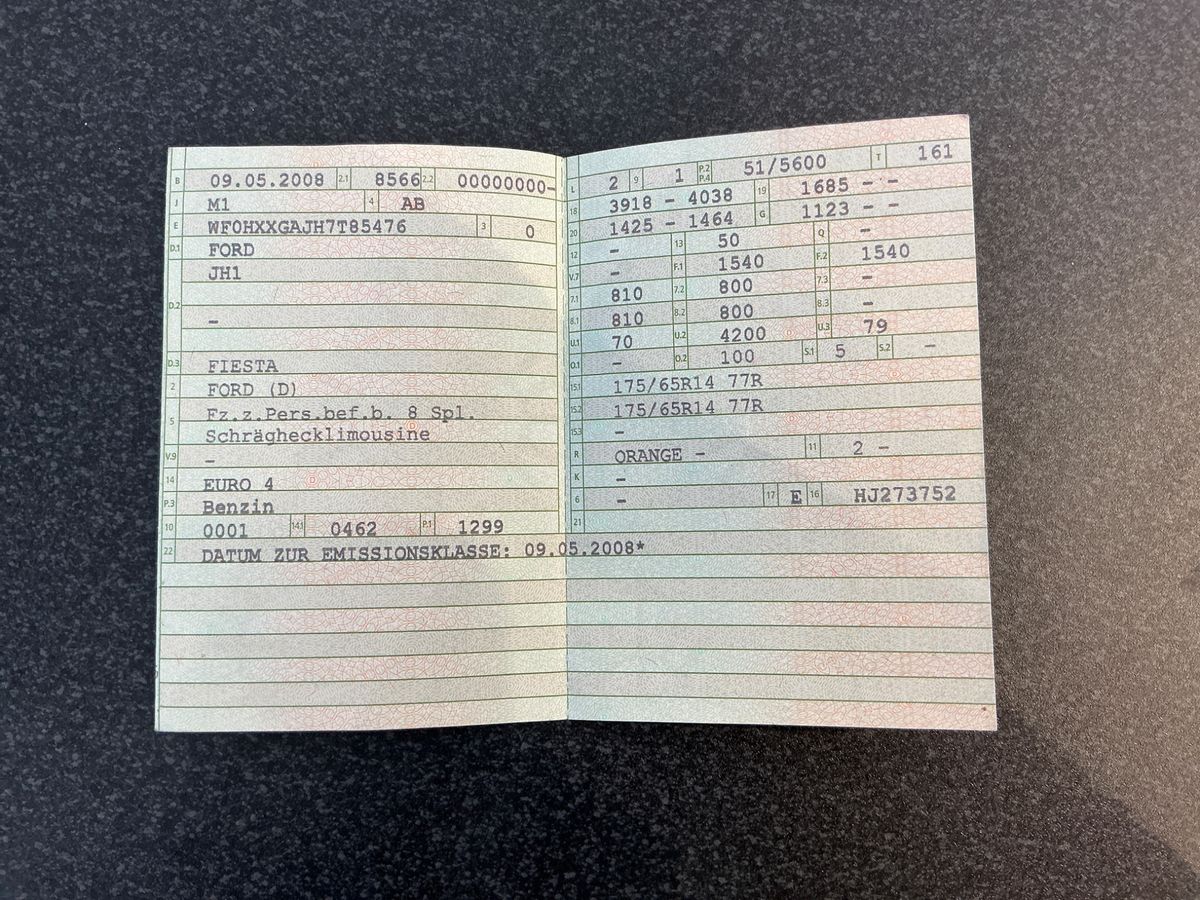 B 09.05.2008 2.1 8566 2.2 00000000-
J M1 4 AB
E WF0HXXGAJH7T85476 3 0
D.1 FORD
JH1
D.2
-
D.3 FIESTA
2 FORD (D)
5 Fz.z.Pers.bef.b. 8 Spl.
Schräghecklimousine
V.9 -
14 EURO 4
P.3 Benzin
10 0001 14.1 0462 P.1 1299
22 DATUM ZUR EMISSIONSKLASSE: 09.05.2008*
L 2 9 1 P.2 P.4 51/5600 T 161
18 3918 - 4038 19 1685 - -
20 1425 - 1464 G 1123 - -
12 - 13 50 Q -
V.7 - F.1 1540 F.2 1540
7.1 810 7.2 800 7.3 -
8.1 810 8.2 800 8.3 -
U.1 70 U.2 4200 U.3 79
O.1 - O.2 100 S.1 5 S.2 -
15.1 175/65R14 77R
15.2 175/65R14 77R
15.3 -
R ORANGE - 11 2 -
K -
6 - 17 E 16 HJ273752
21